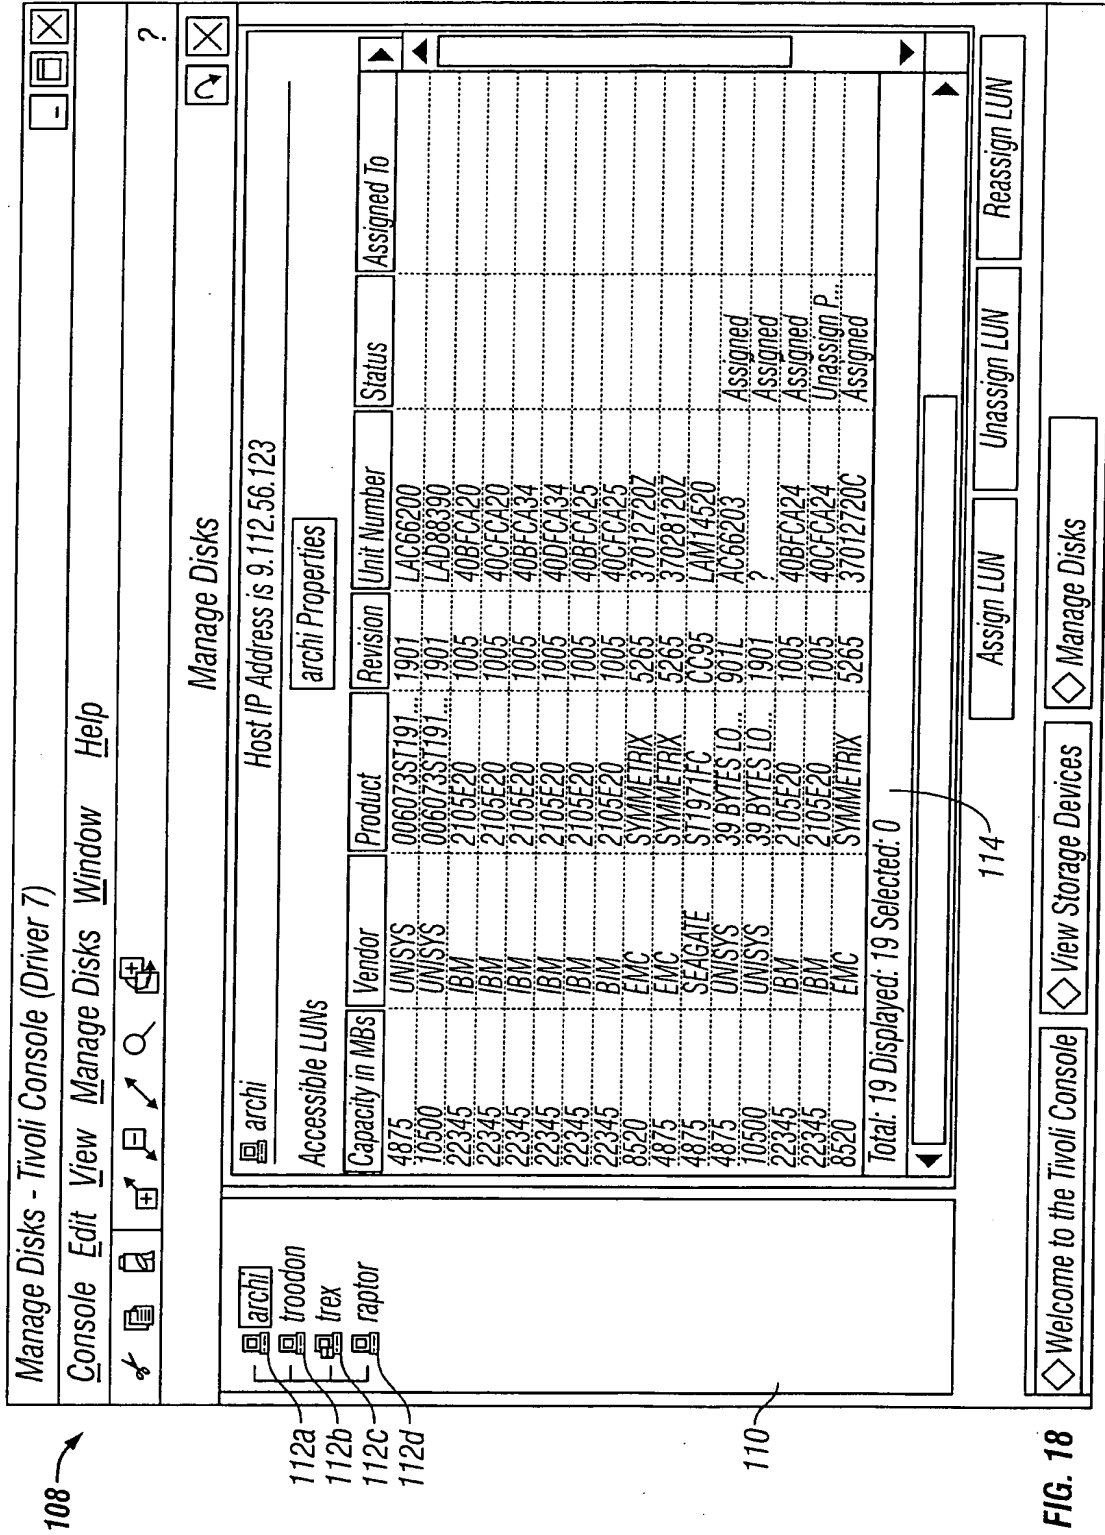 108
Manage Disks - Tivoli Console (Driver 7)
Console Edit View Manage Disks Window Help
?
Manage Disks
archi
troodon
trex
raptor
112a
112b
112c
112d
110
archi Host IP Address is 9.112.56.123
Accessible LUNs archi Properties
Capacity in MBs Vendor Product Revision Unit Number Status Assigned To
4875 UNISYS 006073ST191... 1901 LAC66200
10500 UNISYS 006073ST191... 1901 LAD88390
22345 IBM 2105E20 1005 40BFCA20
22345 IBM 2105E20 1005 40CFCA20
22345 IBM 2105E20 1005 40BFCA34
22345 IBM 2105E20 1005 40DFCA34
22345 IBM 2105E20 1005 40BFCA25
22345 BIM 2105E20 1005 40CFCA25
8520 EMC SYMMETRIX 5265 37012720Z
4875 EMC SYMMETRIX 5265 37028120Z
4875 SEAGATE ST1971FC CC95 LAM14520
4875 UNISYS 39 BYTES LO... 901L AC66203 Assigned
10500 UNISYS 39 BYTES LO... 1901 ? Assigned
22345 IBM 2105E20 1005 40BFCA24 Assigned
22345 IBM 2105E20 1005 40CFCA24 Unassign P...
8520 EMC SYMMETRIX 5265 37012720C Assigned
Total: 19 Displayed: 19 Selected: 0
114
Assign LUN Unassign LUN Reassign LUN
Welcome to the Tivoli Console View Storage Devices Manage Disks
FIG. 18